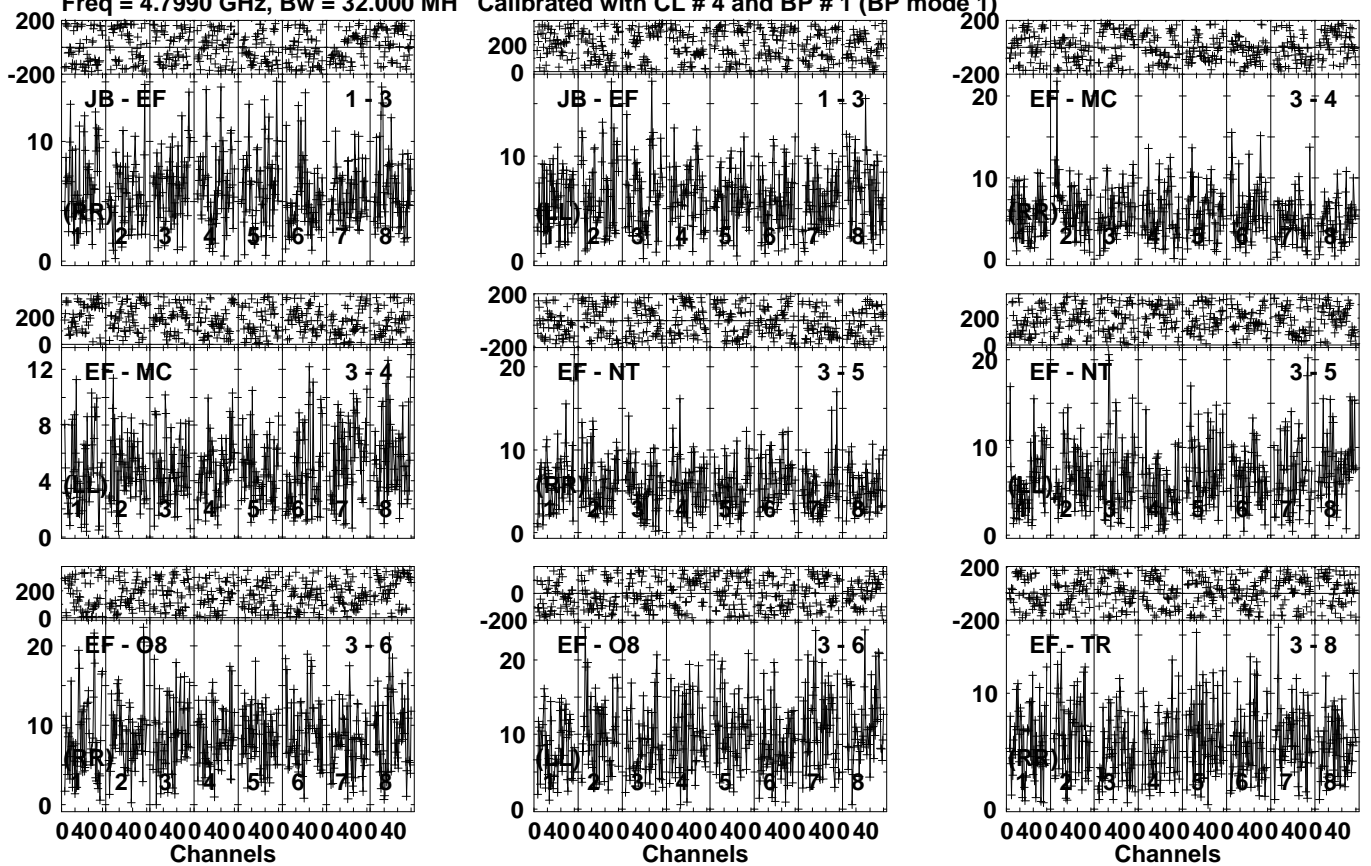 Freq = 4.7990 GHz, Bw = 32.000 MH Calibrated with CL # 4 and BP # 1 (BP mode 1)
200
-200
JB - EF 1 - 3
10
(RR)
1 2 3 4 5 6 7 8
0
200
0
JB - EF 1 - 3
10
(LL)
1 2 3 4 5 6 7 8
0
200
-200
20
EF - MC 3 - 4
10
(RR)
1 2 3 4 5 6 7 8
0
200
0
12
EF - MC 3 - 4
8
4
(LL)
1 2 3 4 5 6 7 8
0
200
-200
20
EF - NT 3 - 5
10
(RR)
1 2 3 4 5 6 7 8
0
200
0
20
EF - NT 3 - 5
10
(LL)
1 2 3 4 5 6 7 8
0
200
0
20
EF - O8 3 - 6
10
(RR)
1 2 3 4 5 6 7 8
0
0 40 0 40 0 40 0 40 0 40 0 40 0 40 0 40
Channels
0
-200
20
EF - O8 3 - 6
10
(LL)
1 2 3 4 5 6 7 8
0
0 40 0 40 0 40 0 40 0 40 0 40 0 40 0 40
Channels
200
-200
EF - TR 3 - 8
10
(RR)
1 2 3 4 5 6 7 8
0
0 40 0 40 0 40 0 40 0 40 0 40 0 40 0 40
Channels